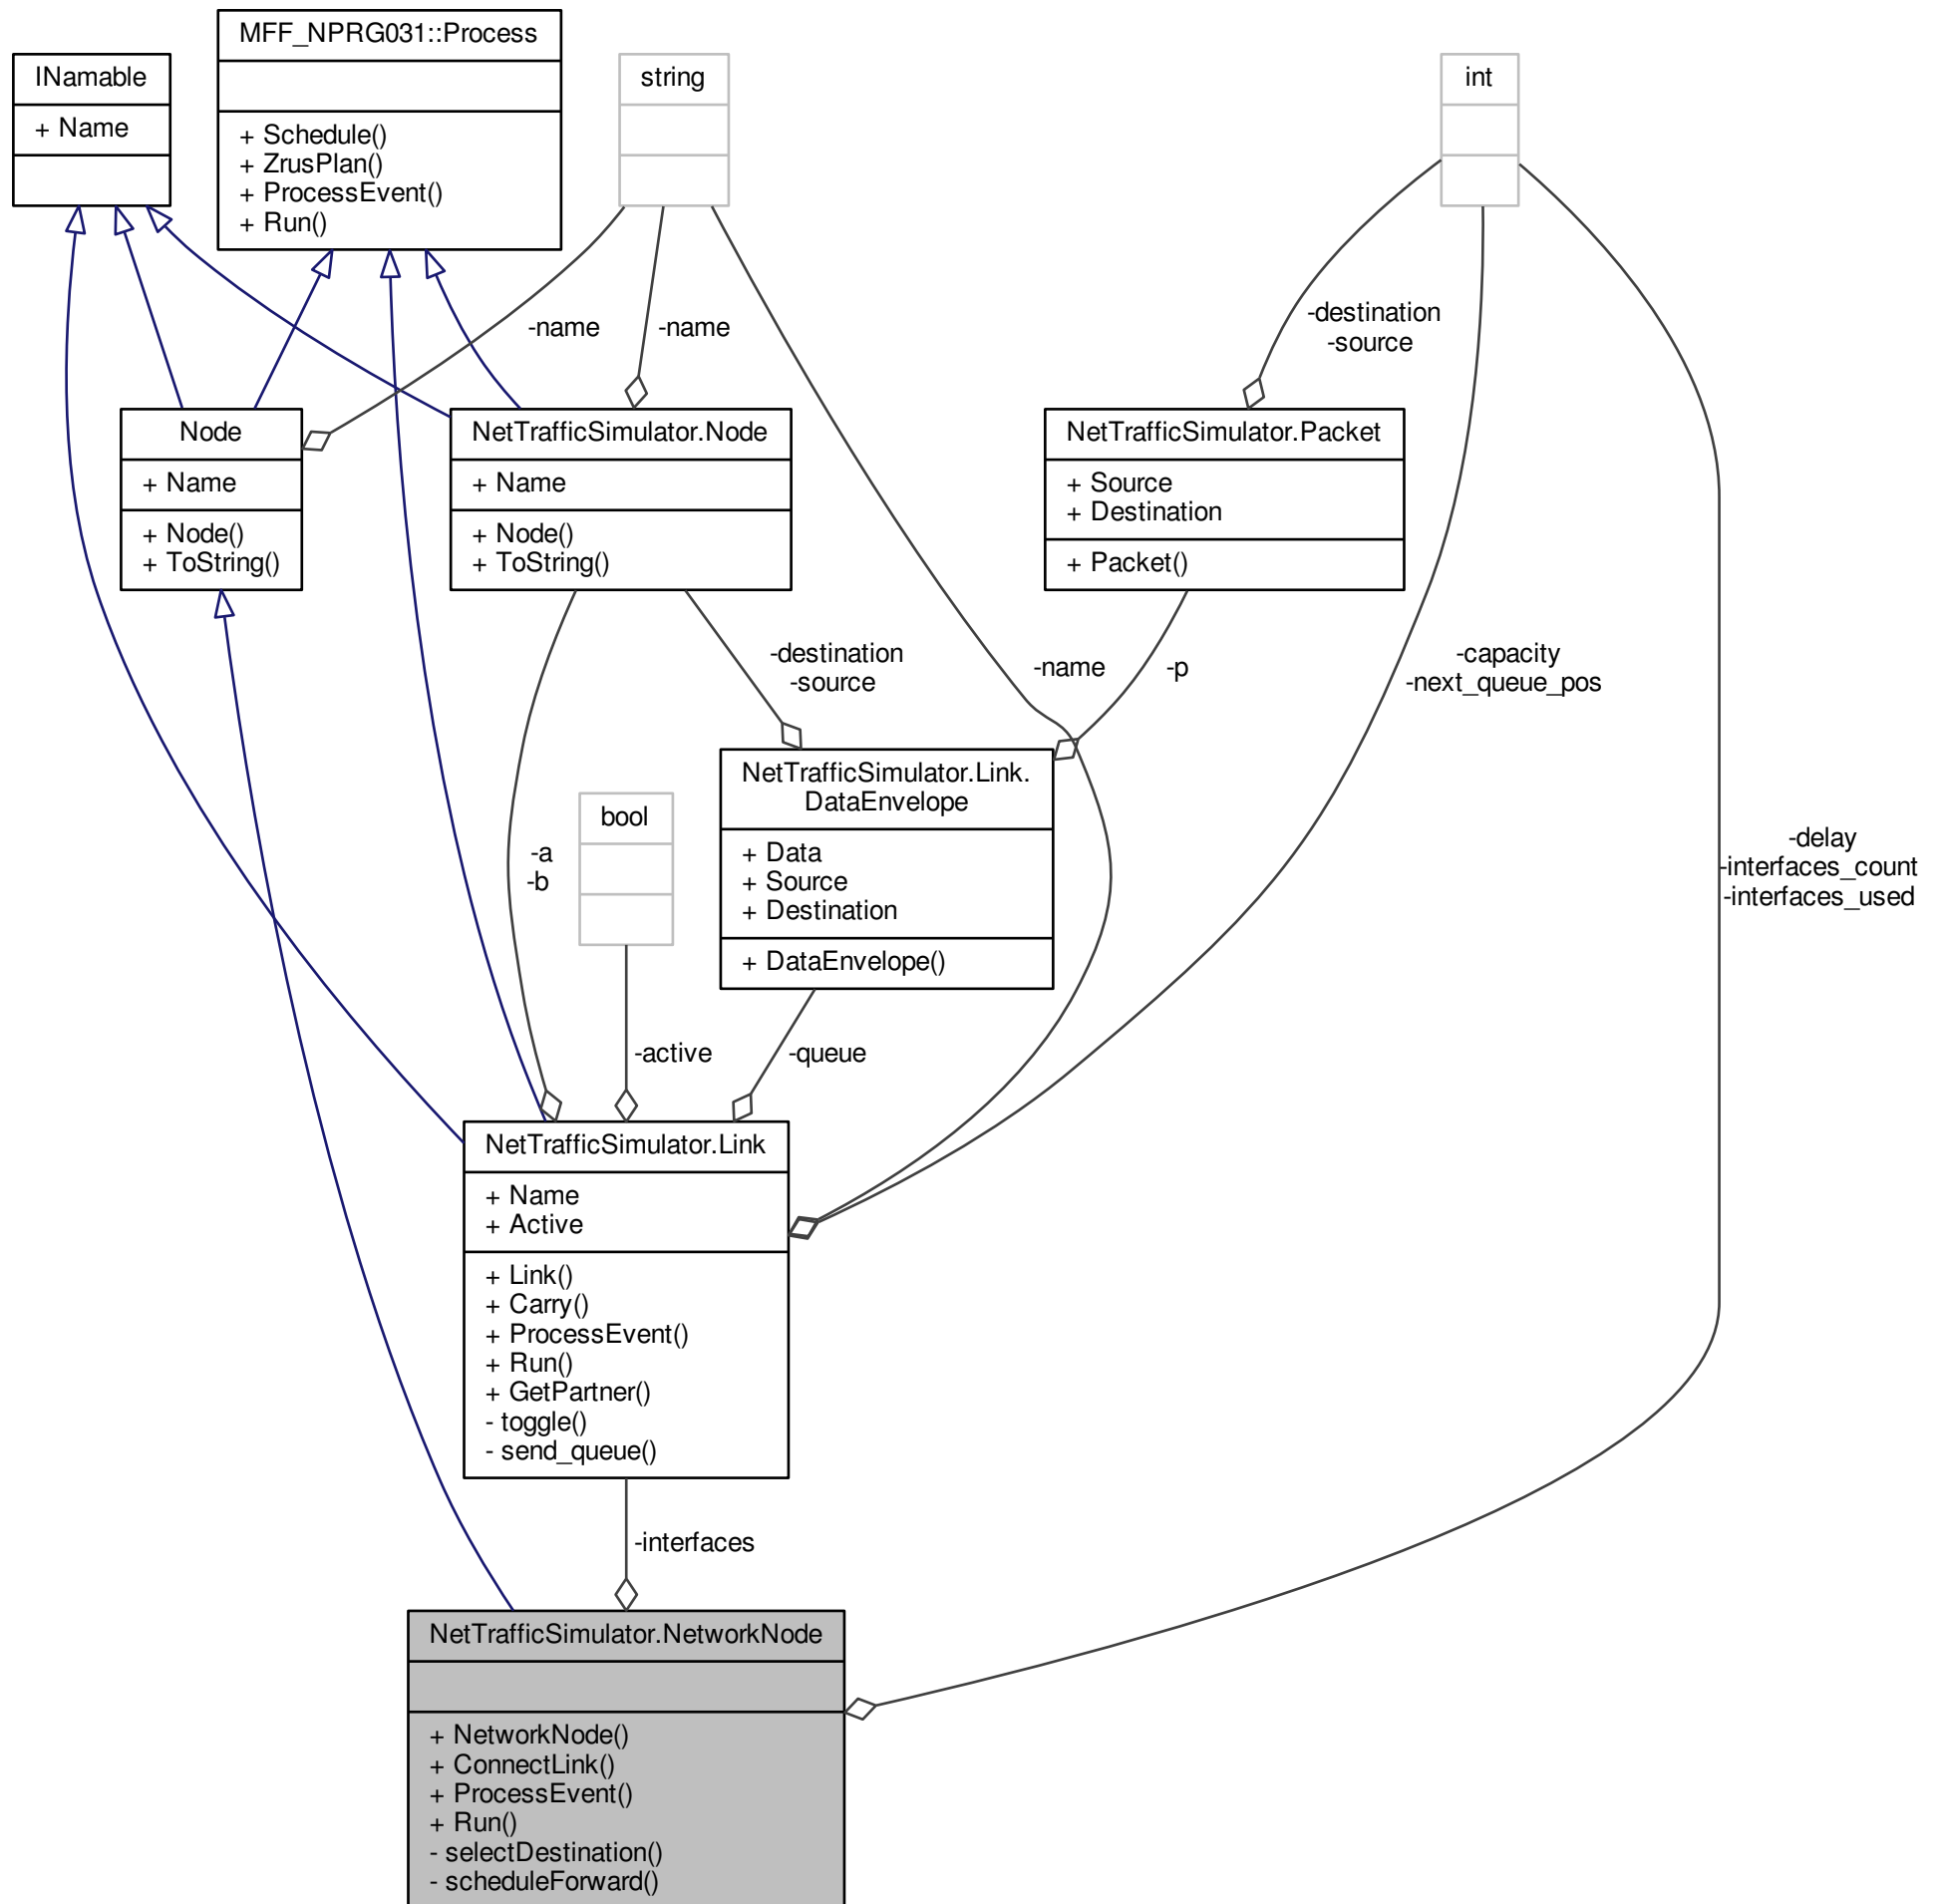 MFF_NPRG031::Process
+ Schedule()
+ ZrusPlan()
+ ProcessEvent()
+ Run()
INamable
+ Name
string
int
-name
-name
-destination
-source
Node
+ Name
+ Node()
+ ToString()
NetTrafficSimulator.Node
+ Name
+ Node()
+ ToString()
NetTrafficSimulator.Packet
+ Source
+ Destination
+ Packet()
-destination
-source
-name
-p
-capacity
-next_queue_pos
-a
-b
bool
NetTrafficSimulator.Link.
DataEnvelope
+ Data
+ Source
+ Destination
+ DataEnvelope()
-delay
-interfaces_count
-interfaces_used
-active
-queue
NetTrafficSimulator.Link
+ Name
+ Active
+ Link()
+ Carry()
+ ProcessEvent()
+ Run()
+ GetPartner()
- toggle()
- send_queue()
-interfaces
NetTrafficSimulator.NetworkNode
+ NetworkNode()
+ ConnectLink()
+ ProcessEvent()
+ Run()
- selectDestination()
- scheduleForward()